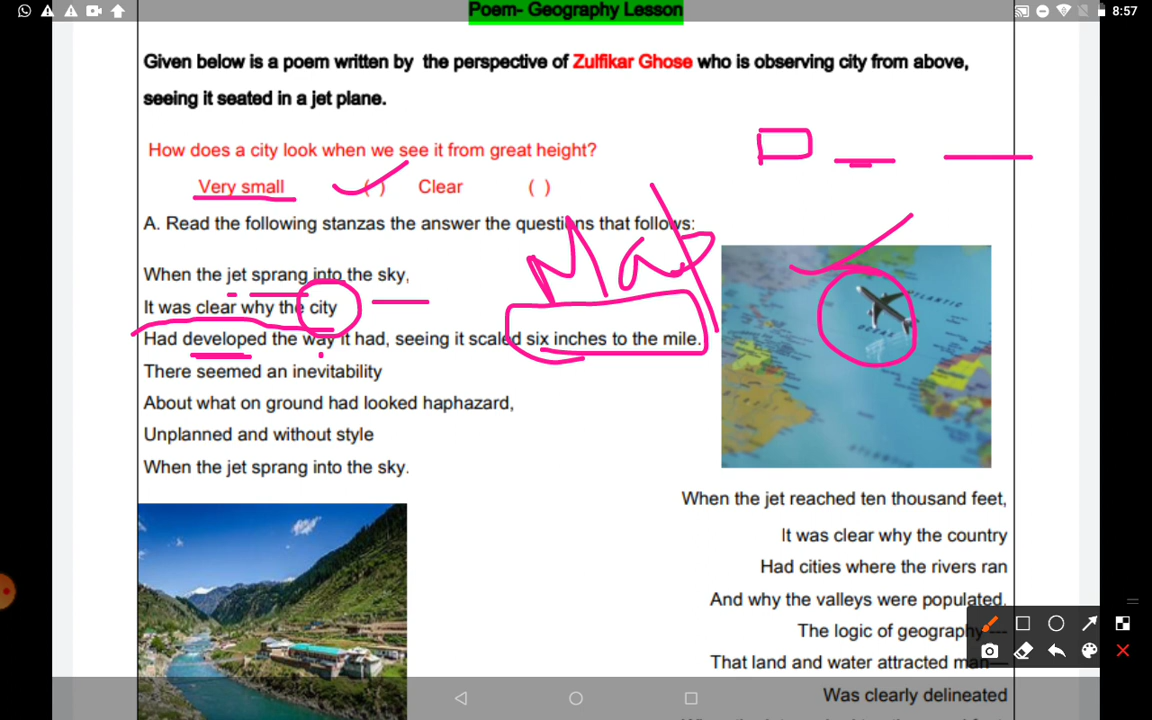 8:57
Poem- Geography Lesson
Given below is a poem written by the perspective of Zulfikar Ghose who is observing city from above,
seeing it seated in a jet plane.
How does a city look when we see it from great height?
Very small ( ) Clear ( )
A. Read the following stanzas the answer the questions that follows:
Map
When the jet sprang into the sky,
It was clear why the city
Had developed the way it had, seeing it scaled six inches to the mile.
There seemed an inevitability
About what on ground had looked haphazard,
Unplanned and without style
When the jet sprang into the sky.
ATLANTIC
When the jet reached ten thousand feet,
It was clear why the country
Had cities where the rivers ran
And why the valleys were populated.
The logic of geography
That land and water attracted man—
Was clearly delineated